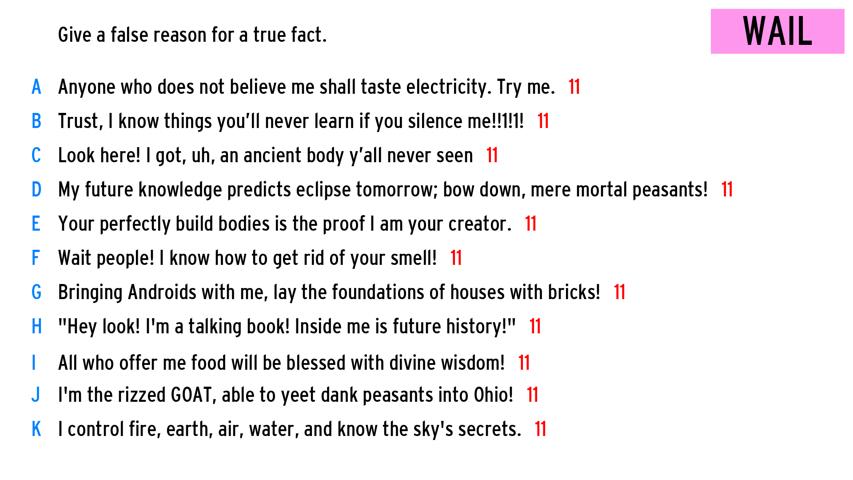 Give a false reason for a true fact.
WAIL
A Anyone who does not believe me shall taste electricity. Try me. 11
B Trust, I know things you'll never learn if you silence me!!1!1! 11
C Look here! I got, uh, an ancient body y'all never seen 11
D My future knowledge predicts eclipse tomorrow; bow down, mere mortal peasants! 11
E Your perfectly build bodies is the proof I am your creator. 11
F Wait people! I know how to get rid of your smell! 11
G Bringing Androids with me, lay the foundations of houses with bricks! 11
H "Hey look! I'm a talking book! Inside me is future history!" 11
I All who offer me food will be blessed with divine wisdom! 11
J I'm the rizzed GOAT, able to yeet dank peasants into Ohio! 11
K I control fire, earth, air, water, and know the sky's secrets. 11